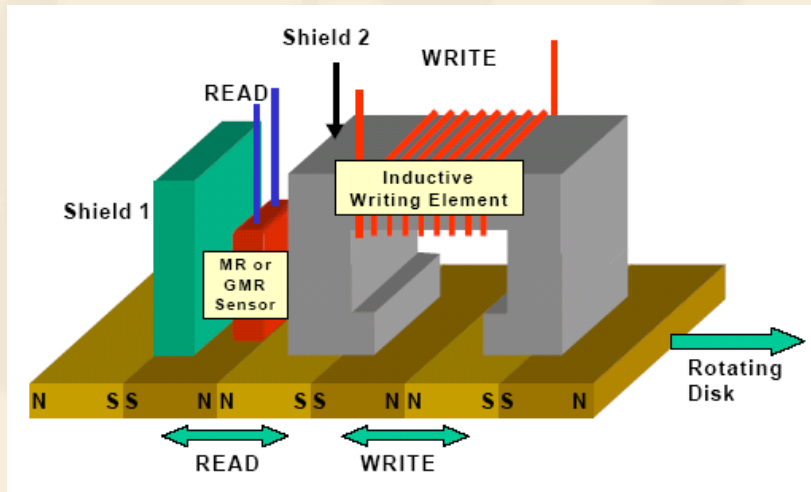 Shield 2
WRITE
READ
Inductive
Writing Element
Shield 1
MR or
GMR
Sensor
Rotating
Disk
N S S N N S S N N S S N
READ WRITE